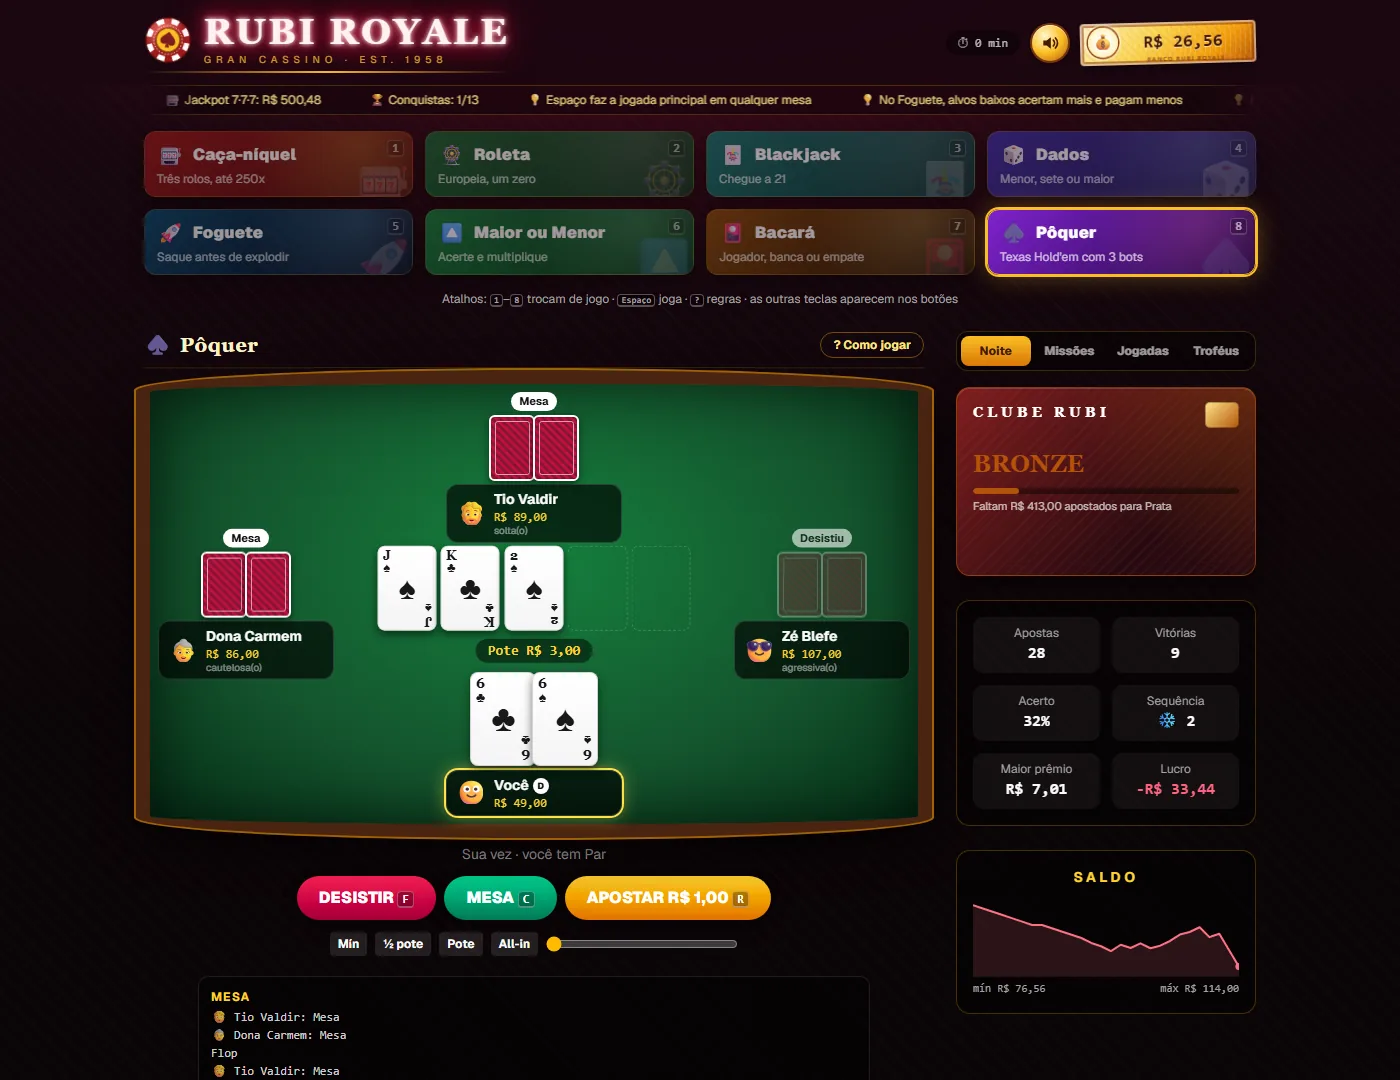 RUBI ROYALE
GRAN CASSINO · EST. 1958
0 min
R$ 26,56
Jackpot 7-7-7: R$ 500,48
Conquistas: 1/13
Espaço faz a jogada principal em qualquer mesa
No Foguete, alvos baixos acertam mais e pagam menos
Caça-níquel 1
Três rolos, até 250x
Roleta 2
Europeia, um zero
Blackjack 3
Chegue a 21
Dados 4
Menor, sete ou maior
Foguete 5
Saque antes de explodir
Maior ou Menor 6
Acerte e multiplique
Bacará 7
Jogador, banca ou empate
Pôquer 8
Texas Hold'em com 3 bots
Atalhos: 1–8 trocam de jogo · Espaço joga · ? regras · as outras teclas aparecem nos botões
Pôquer
? Como jogar
Mesa
Tio Valdir
R$ 89,00
solta(o)
Mesa
Dona Carmem
R$ 86,00
cautelosa(o)
Desistiu
Zé Blefe
R$ 107,00
agressiva(o)
J
J
K
K
2
2
Pote R$ 3,00
6
6
6
6
Você D
R$ 49,00
Sua vez · você tem Par
DESISTIR F
MESA C
APOSTAR R$ 1,00 R
Mín
½ pote
Pote
All-in
MESA
Tio Valdir: Mesa
Dona Carmem: Mesa
Flop
Tio Valdir: Mesa
Noite
Missões
Jogadas
Troféus
CLUBE RUBI
BRONZE
Faltam R$ 413,00 apostados para Prata
Apostas
28
Vitórias
9
Acerto
32%
Sequência
2
Maior prêmio
R$ 7,01
Lucro
-R$ 33,44
SALDO
mín R$ 76,56
máx R$ 114,00